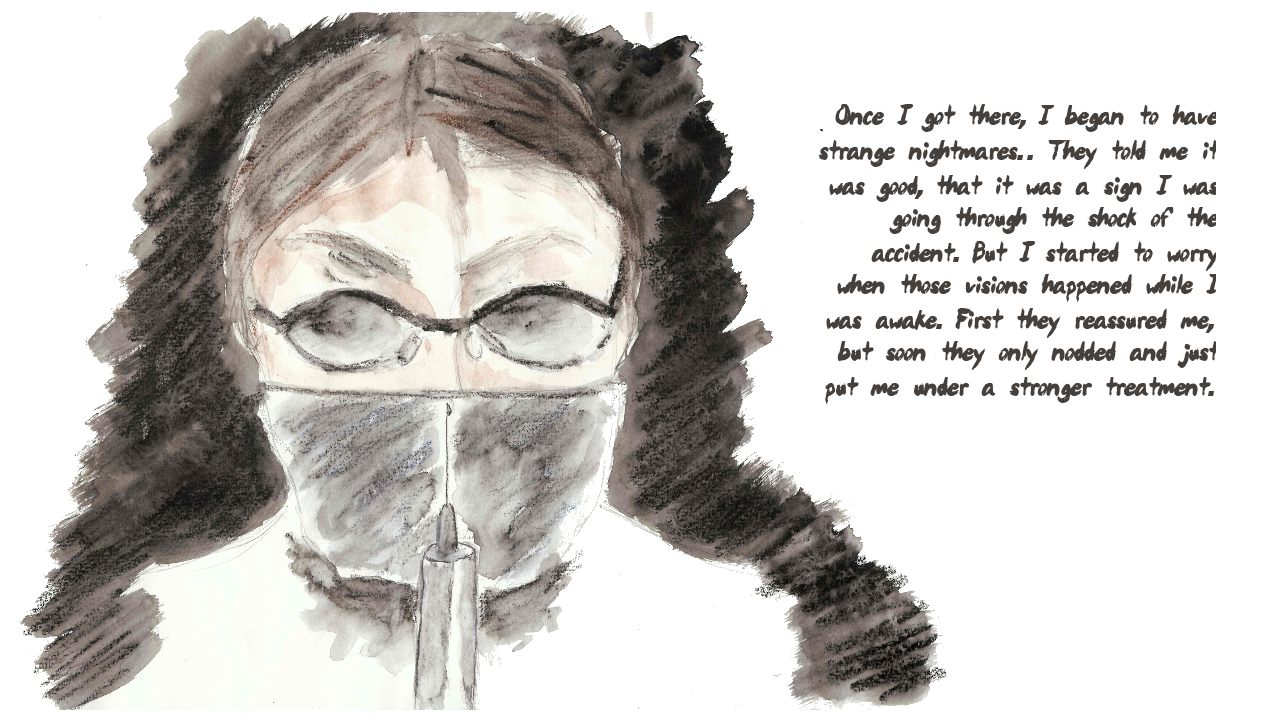 Once I got there, I began to have
strange nightmares.. They told me it
was good, that it was a sign I was
going through the shock of the
accident. But I started to worry
when those visions happened while I
was awake. First they reassured me,
but soon they only nodded and just
put me under a stronger treatment.